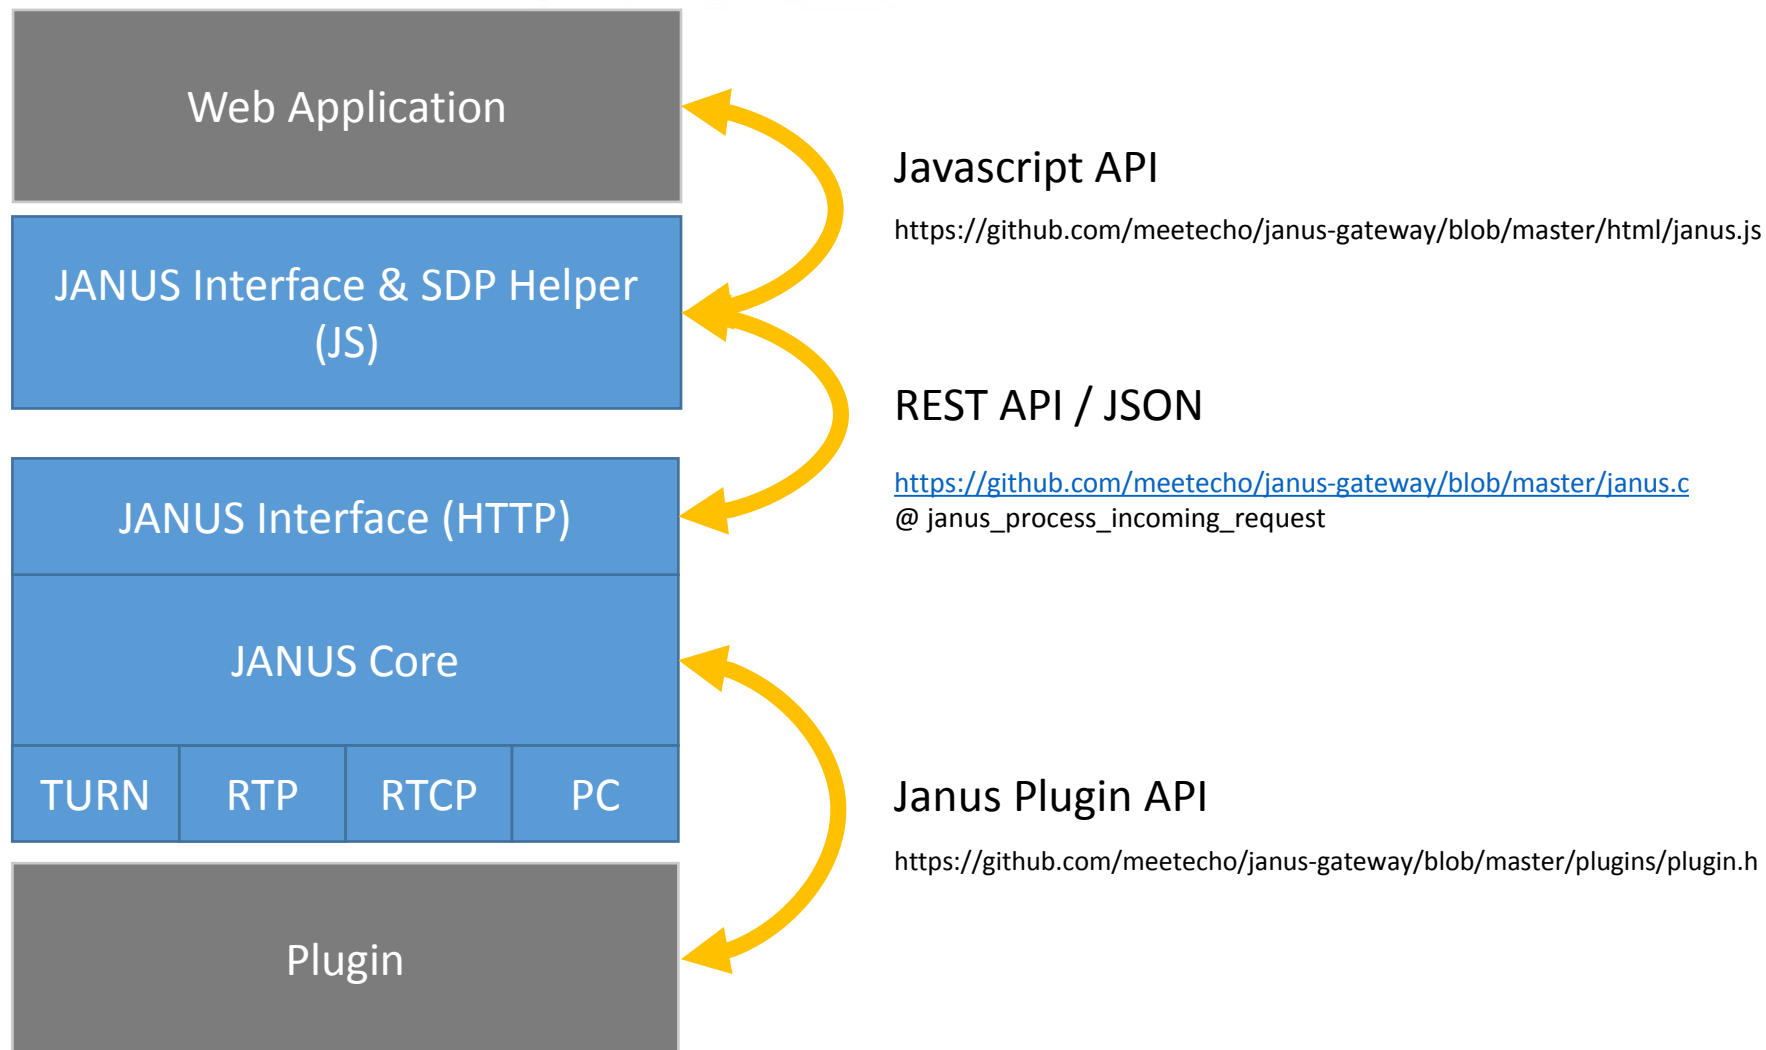 Web Application
JANUS Interface & SDP Helper
(JS)
JANUS Interface (HTTP)
JANUS Core
TURN
RTP
RTCP
PC
Plugin
Javascript API
https://github.com/meetecho/janus-gateway/blob/master/html/janus.js
REST API / JSON
https://github.com/meetecho/janus-gateway/blob/master/janus.c
@ janus_process_incoming_request
Janus Plugin API
https://github.com/meetecho/janus-gateway/blob/master/plugins/plugin.h